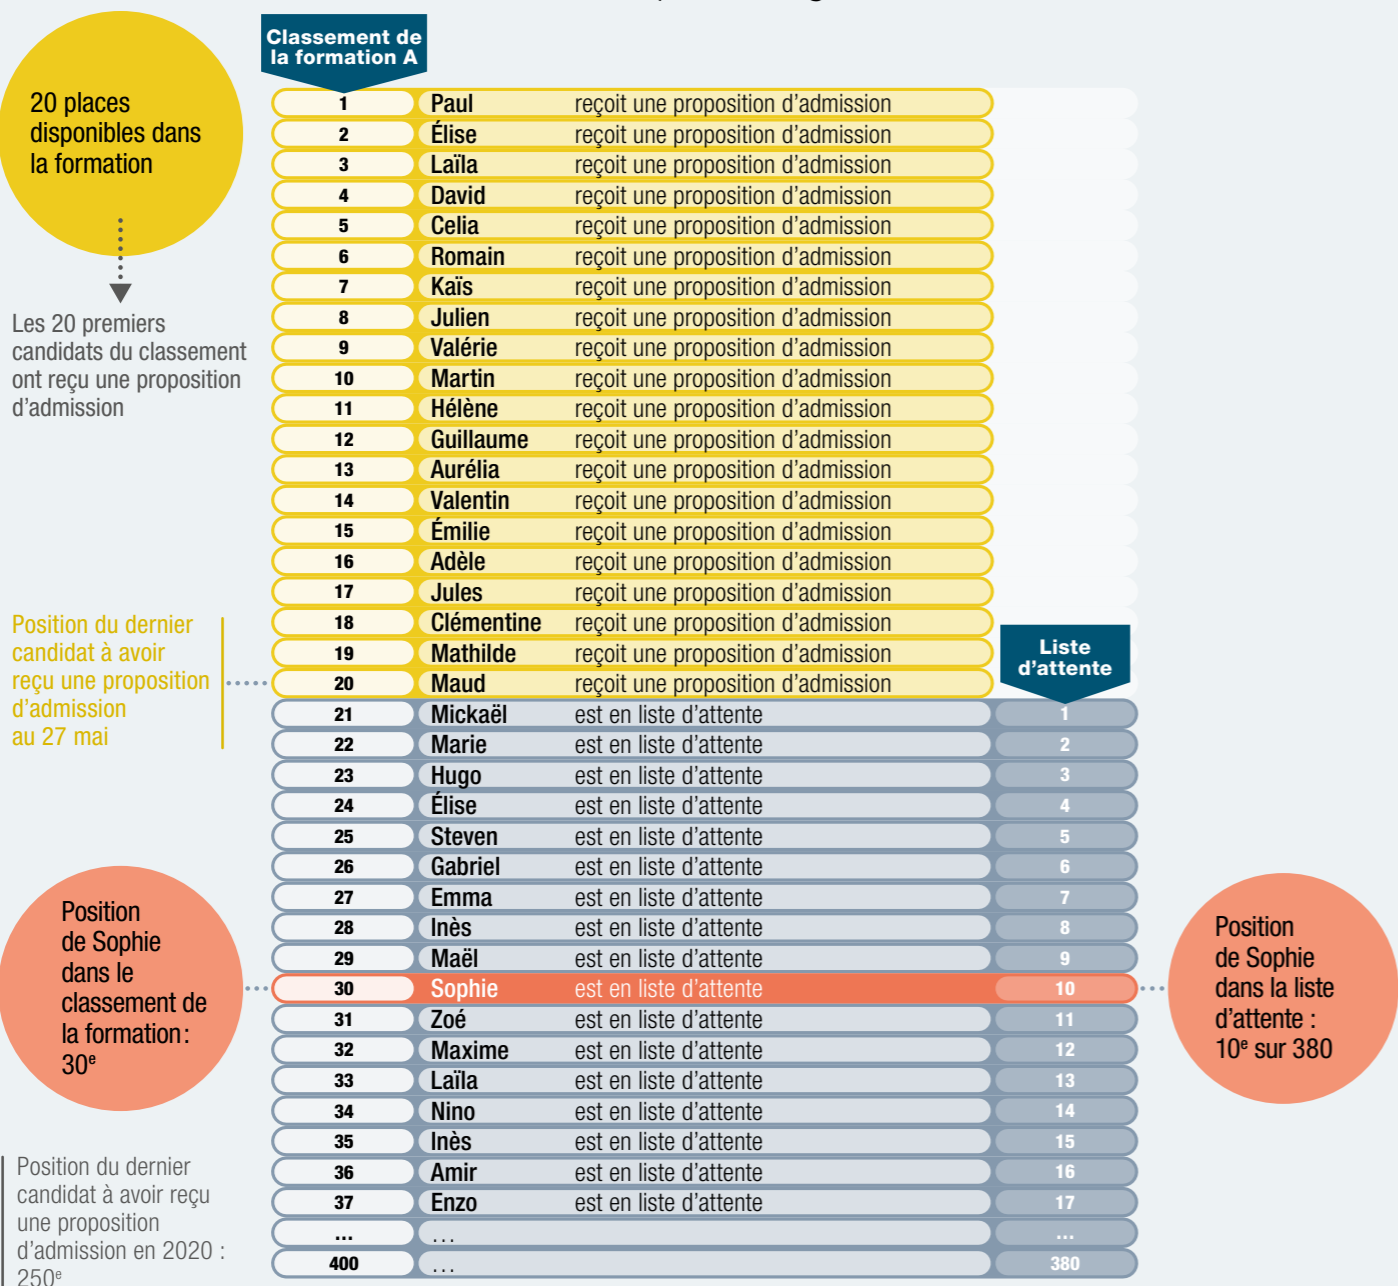 Classement de
la formation A
20 places
disponibles dans
la formation
Les 20 premiers
candidats du classement
ont reçu une proposition
d'admission
1 Paul reçoit une proposition d'admission
2 Élise reçoit une proposition d'admission
3 Laïla reçoit une proposition d'admission
4 David reçoit une proposition d'admission
5 Celia reçoit une proposition d'admission
6 Romain reçoit une proposition d'admission
7 Kaïs reçoit une proposition d'admission
8 Julien reçoit une proposition d'admission
9 Valérie reçoit une proposition d'admission
10 Martin reçoit une proposition d'admission
11 Hélène reçoit une proposition d'admission
12 Guillaume reçoit une proposition d'admission
13 Aurélia reçoit une proposition d'admission
14 Valentin reçoit une proposition d'admission
15 Émilie reçoit une proposition d'admission
16 Adèle reçoit une proposition d'admission
17 Jules reçoit une proposition d'admission
18 Clémentine reçoit une proposition d'admission
19 Mathilde reçoit une proposition d'admission
20 Maud reçoit une proposition d'admission
Position du dernier
candidat à avoir
reçu une proposition
d'admission
au 27 mai
Liste
d'attente
21 Mickaël est en liste d'attente 1
22 Marie est en liste d'attente 2
23 Hugo est en liste d'attente 3
24 Élise est en liste d'attente 4
25 Steven est en liste d'attente 5
26 Gabriel est en liste d'attente 6
27 Emma est en liste d'attente 7
28 Inès est en liste d'attente 8
29 Maël est en liste d'attente 9
30 Sophie est en liste d'attente 10
31 Zoé est en liste d'attente 11
32 Maxime est en liste d'attente 12
33 Laïla est en liste d'attente 13
34 Nino est en liste d'attente 14
35 Inès est en liste d'attente 15
36 Amir est en liste d'attente 16
37 Enzo est en liste d'attente 17
... ... ...
400 ... 380
Position
de Sophie
dans le
classement de
la formation :
30e
Position
de Sophie
dans la liste
d'attente :
10e sur 380
Position du dernier
candidat à avoir reçu
une proposition
d'admission en 2020 :
250e